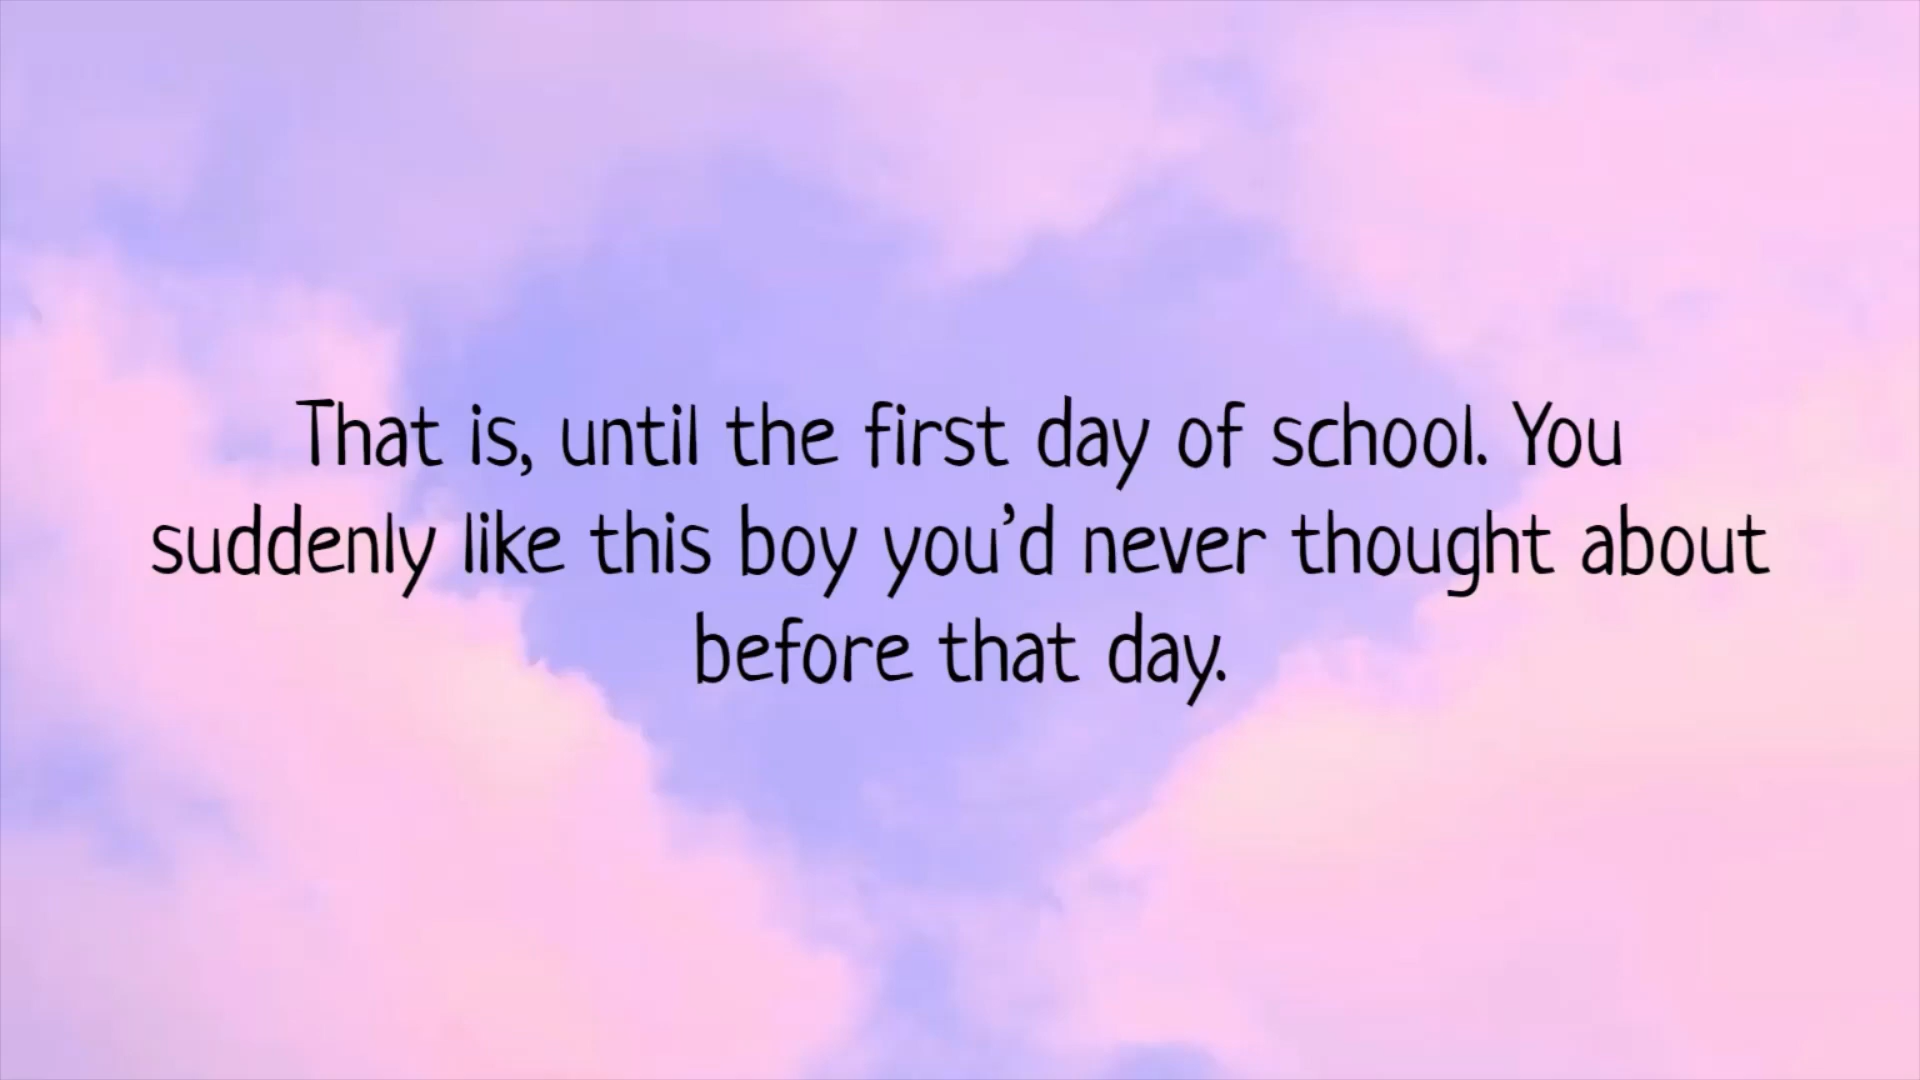 That is, until the first day of school. You
suddenly like this boy you’d never thought about
before that day.